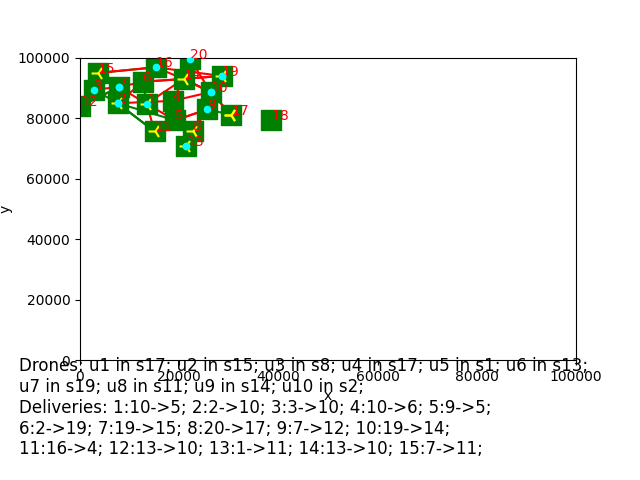 100000
80000
60000
40000
20000
0
y
0 20000 40000 60000 80000 100000
x
20
16
19
17
18
Drones: u1 in s17; u2 in s15; u3 in s8; u4 in s17; u5 in s1; u6 in s13;
u7 in s19; u8 in s11; u9 in s14; u10 in s2;
Deliveries: 1:10->5; 2:2->10; 3:3->10; 4:10->6; 5:9->5;
6:2->19; 7:19->15; 8:20->17; 9:7->12; 10:19->14;
11:16->4; 12:13->10; 13:1->11; 14:13->10; 15:7->11;